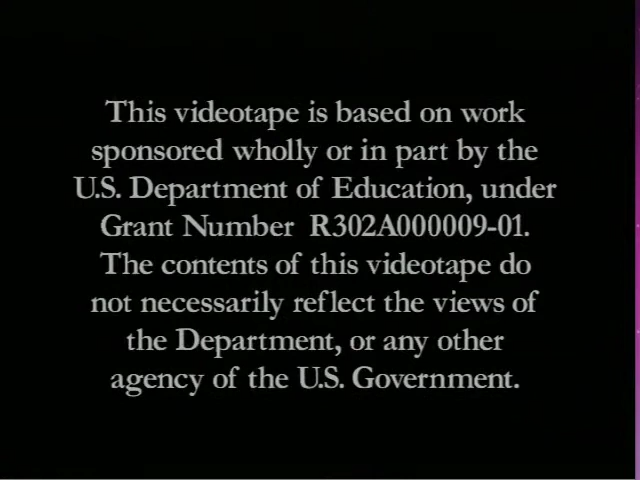 This videotape is based on work
sponsored wholly or in part by the
U.S. Department of Education, under
Grant Number R302A000009-01.
The contents of this videotape do
not necessarily reflect the views of
the Department, or any other
agency of the U.S. Government.